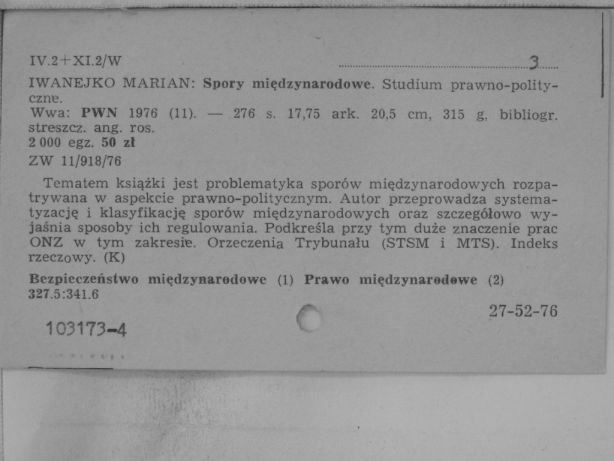 IV.2+XI.2/W 3
IWANEJKO MARIAN: Spory międzynarodowe. Studium prawno-polity-
czne.
Wwa: PWN 1976 (11). — 276 s. 17,75 ark. 20,5 cm, 315 g, bibliogr.
streszcz. ang. ros.
2 000 egz. 50 zł
ZW 11/918/76
Tematem książki jest problematyka sporów międzynarodowych rozpa-
trywana w aspekcie prawno-politycznym. Autor przeprowadza systema-
tyzację i klasyfikację sporów międzynarodowych oraz szczegółowo wy-
jaśnia sposoby ich regulowania. Podkreśla przy tym duże znaczenie prac
ONZ w tym zakresie. Orzeczenia Trybunału (STSM i MTS). Indeks
rzeczowy. (K)
Bezpieczeństwo międzynarodowe (1) Prawo międzynarodowe (2)
327.5:341.6
27-52-76
103173-4